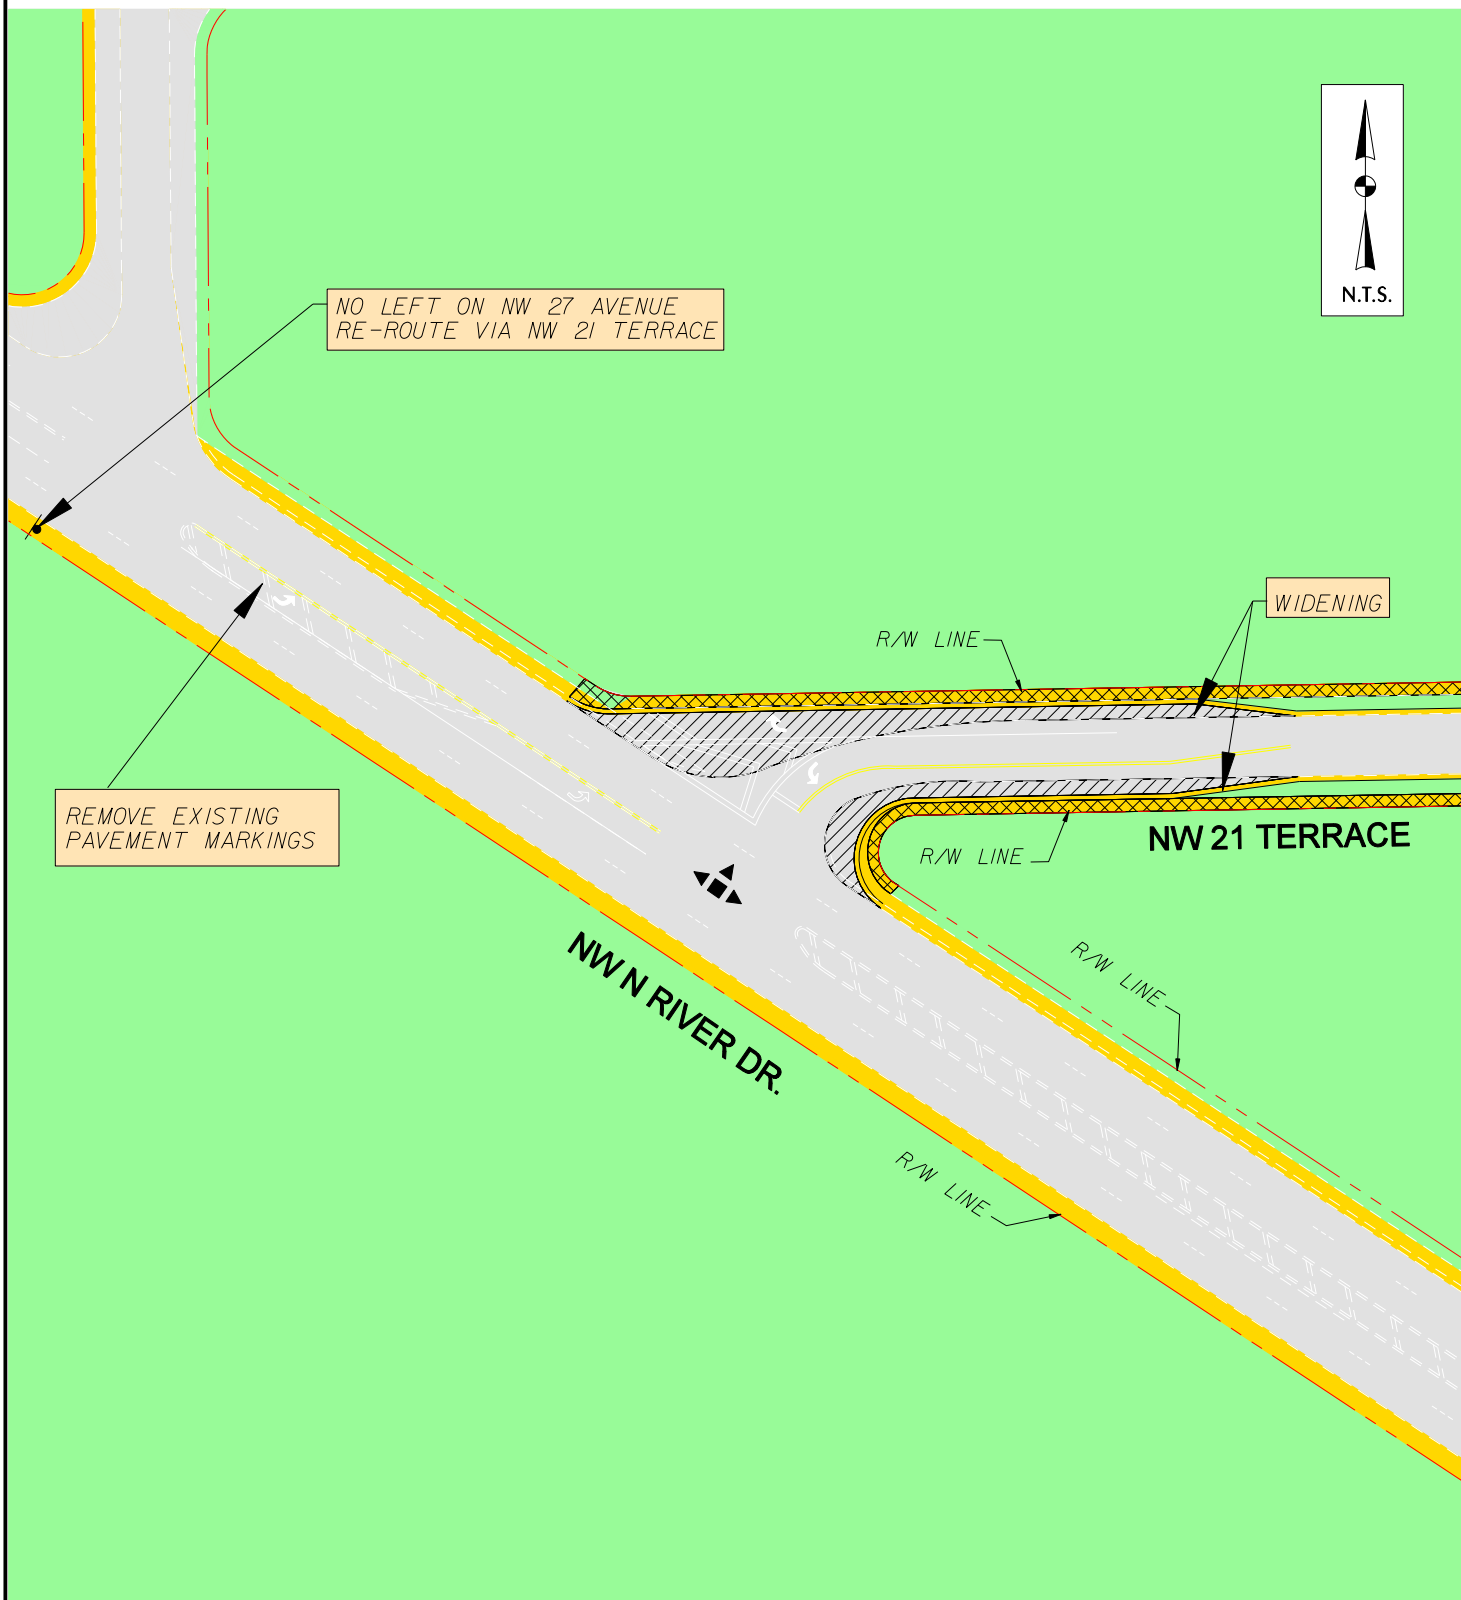 N.T.S.
NO LEFT ON NW 27 AVENUE
RE-ROUTE VIA NW 21 TERRACE
WIDENING
R/W LINE
REMOVE EXISTING
PAVEMENT MARKINGS
NW 21 TERRACE
R/W LINE
NW N RIVER DR.
R/W LINE
R/W LINE